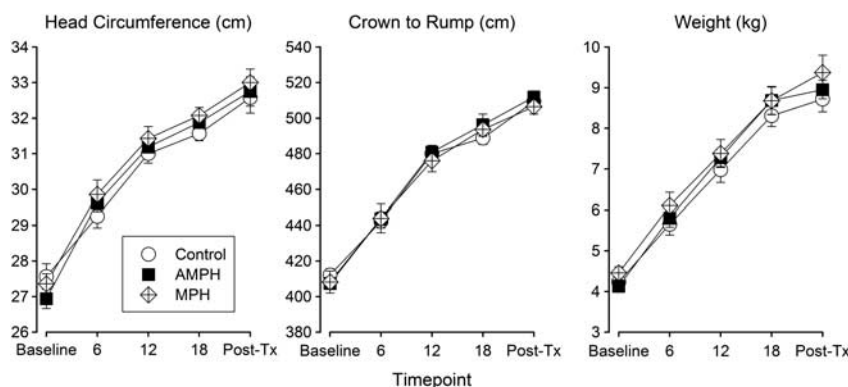 Head Circumference (cm)
34
33
32
31
30
29
28
27
26
Baseline 6 12 18 Post-Tx
Control
AMPH
MPH
Crown to Rump (cm)
540
520
500
480
460
440
420
400
380
Baseline 6 12 18 Post-Tx
Weight (kg)
10
9
8
7
6
5
4
3
Baseline 6 12 18 Post-Tx
Timepoint